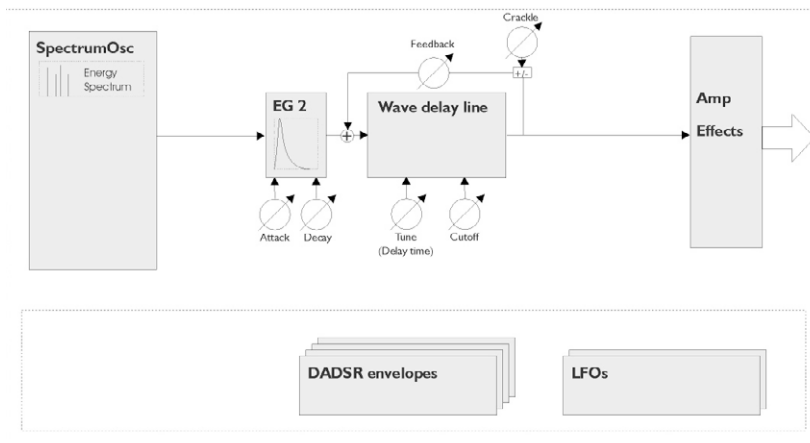 Crackle
SpectrumOsc
Feedback
Energy
Spectrum
+/-
EG 2
Wave delay line
Amp
Effects
+
Attack
Decay
Tune
(Delay time)
Cutoff
DADSR envelopes
LFOs